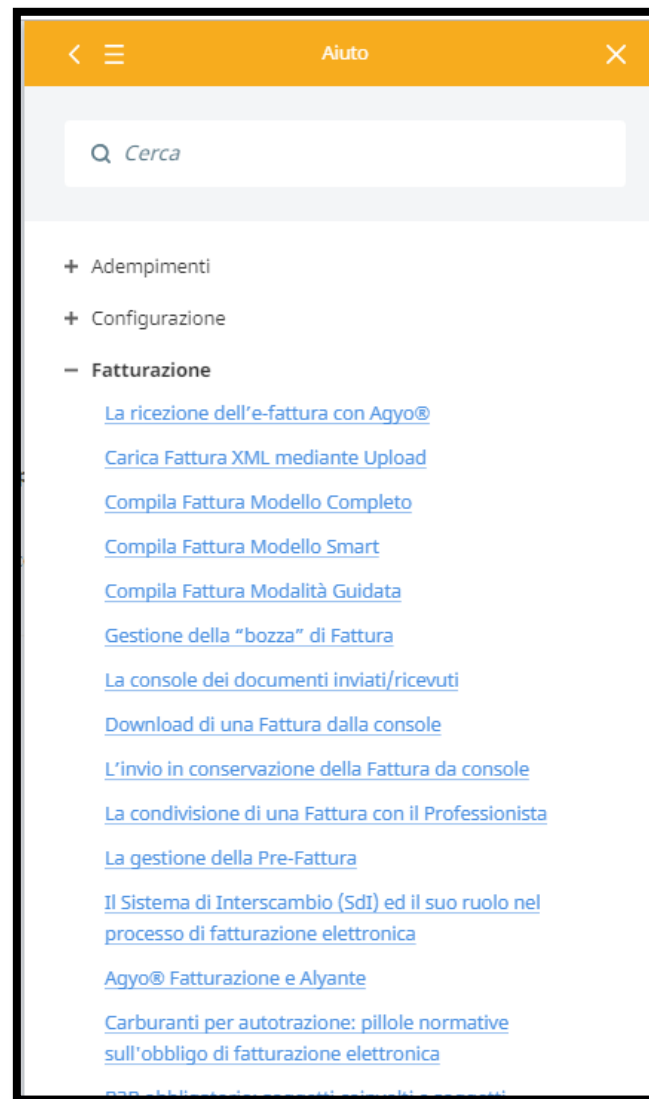 Aiuto
Cerca
Adempimenti
Configurazione
Fatturazione
La ricezione dell’e-fattura con Agyo®
Carica Fattura XML mediante Upload
Compila Fattura Modello Completo
Compila Fattura Modello Smart
Compila Fattura Modalità Guidata
Gestione della “bozza” di Fattura
La console dei documenti inviati/ricevuti
Download di una Fattura dalla console
L’invio in conservazione della Fattura da console
La condivisione di una Fattura con il Professionista
La gestione della Pre-Fattura
Il Sistema di Interscambio (SdI) ed il suo ruolo nel
processo di fatturazione elettronica
Agyo® Fatturazione e Alyante
Carburanti per autotrazione: pillole normative
sull'obbligo di fatturazione elettronica